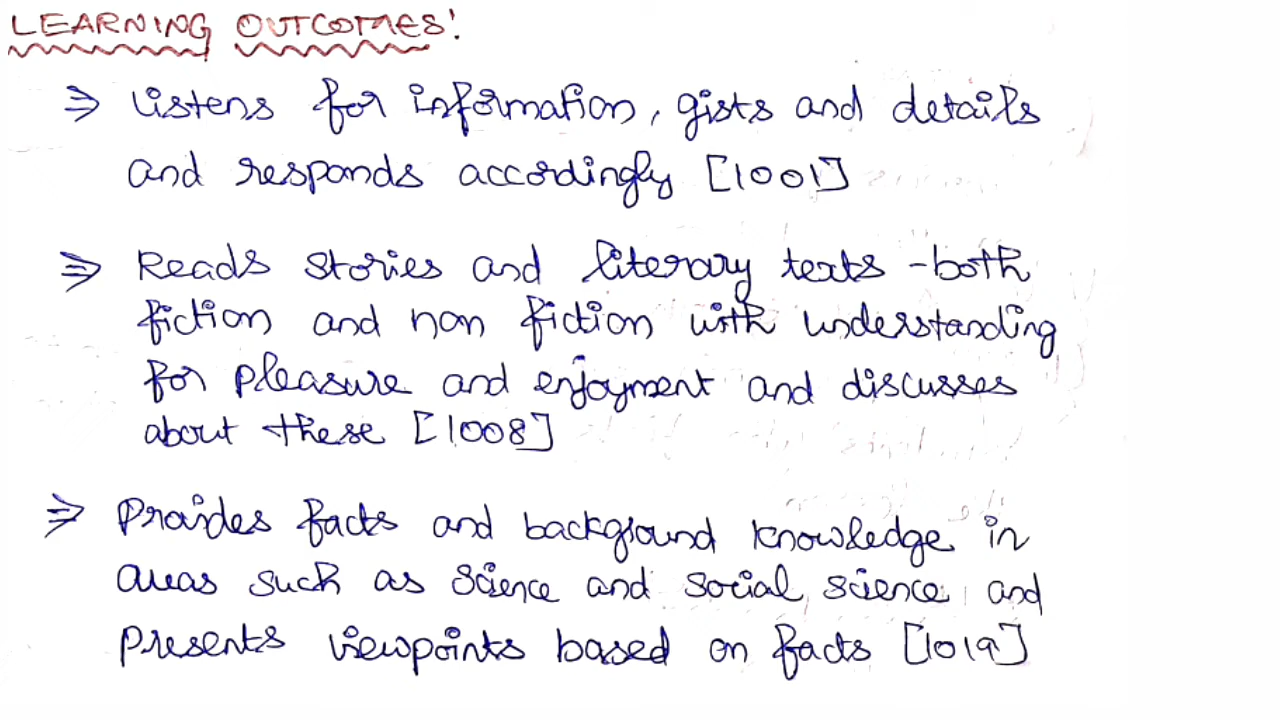 LEARNING OUTCOMES!
⇒ Listens for information, gists and details
and responds accordingly [1001]
⇒ Reads stories and literary texts - both
fiction and non fiction with understanding
for pleasure and enjoyment and discusses
about these [1008]
⇒ Provides facts and background knowledge in
areas such as science and social science and
presents viewpoints based on facts [1019]